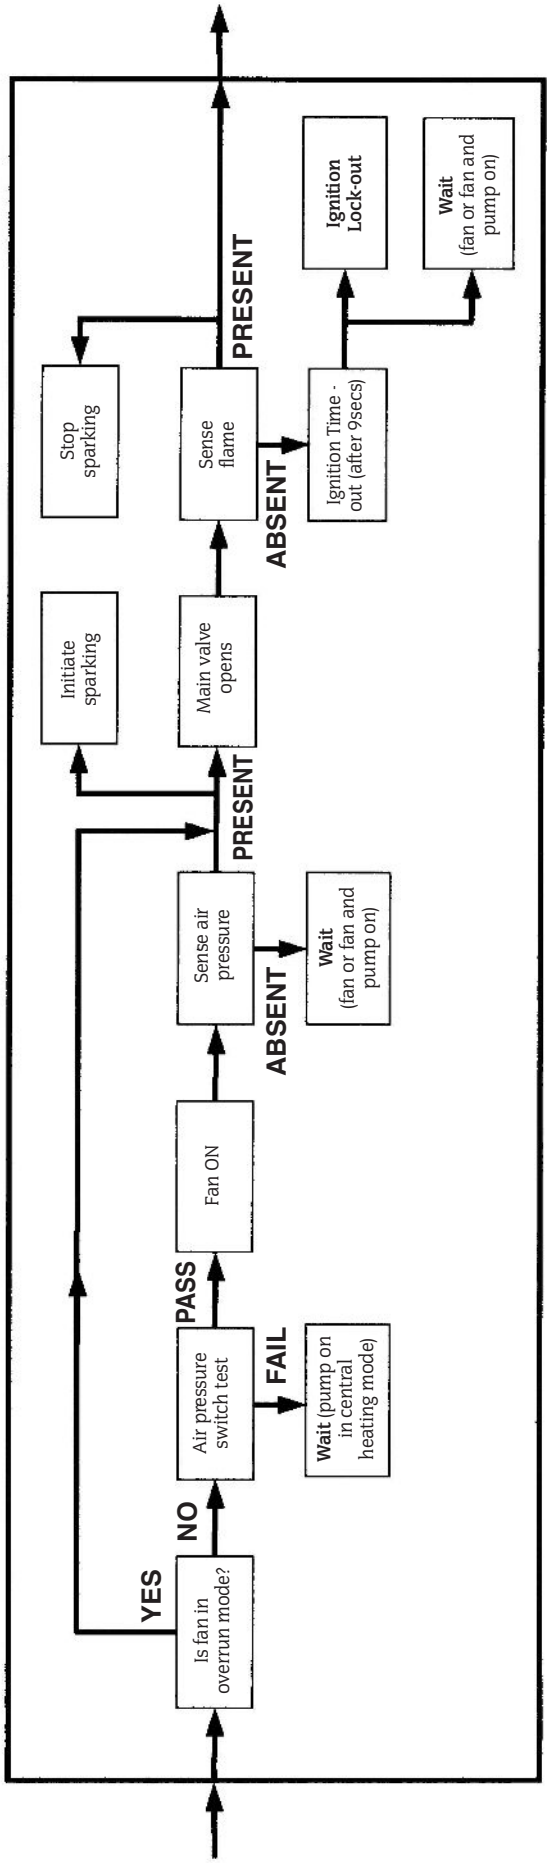 Is fan in
overrun mode?
YES
NO
Air pressure
switch test
FAIL
Wait (pump on
in central
heating mode)
PASS
Fan ON
Sense air
pressure
ABSENT
Wait
(fan or fan and
pump on)
PRESENT
Initiate
sparking
Main valve
opens
Sense
flame
ABSENT
Ignition Time -
out (after 9secs)
PRESENT
Stop
sparking
Ignition
Lock-out
Wait
(fan or fan and
pump on)